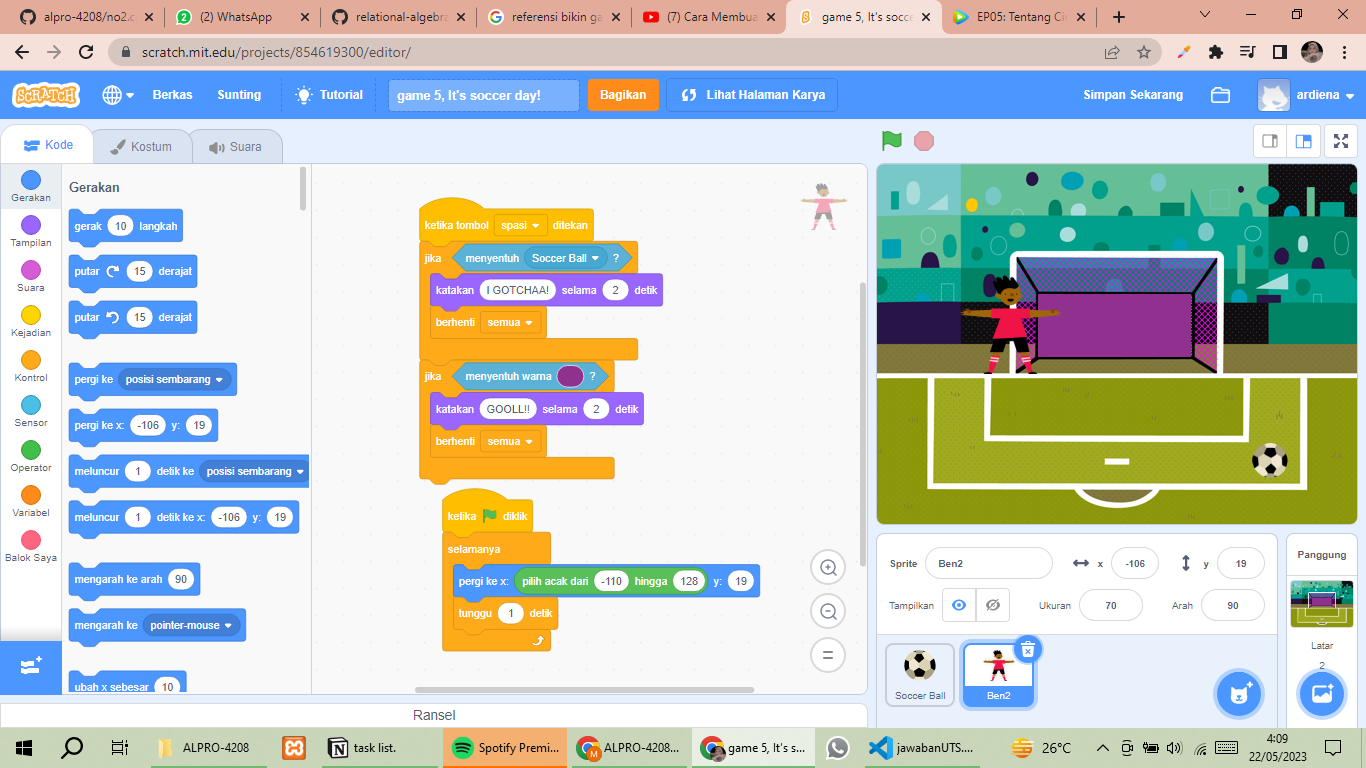 alpro-4208/no2.c
(2) WhatsApp
relational-algebra
referensi bikin ga
(7) Cara Membua
game 5, It's socce
EP05: Tentang Ci
scratch.mit.edu/projects/854619300/editor/
SCRATCH
Berkas
Sunting
Tutorial
game 5, It's soccer day!
Bagikan
Lihat Halaman Karya
Simpan Sekarang
ardiena
Kode
Kostum
Suara
Gerakan
Tampilan
Suara
Kejadian
Kontrol
Sensor
Operator
Variabel
Balok Saya
Gerakan
gerak 10 langkah
putar 15 derajat
putar 15 derajat
pergi ke posisi sembarang
pergi ke x: -106 y: 19
meluncur 1 detik ke posisi sembarang
meluncur 1 detik ke x: -106 y: 19
mengarah ke arah 90
mengarah ke pointer-mouse
ubah x sebesar 10
ketika tombol spasi ditekan
jika menyentuh Soccer Ball ?
katakan I GOTCHAA! selama 2 detik
berhenti semua
jika menyentuh warna ?
katakan GOOLL!! selama 2 detik
berhenti semua
ketika diklik
selamanya
pergi ke x: pilih acak dari -110 hingga 128 y: 19
tunggu 1 detik
Ransel
Sprite Ben2 x -106 y 19
Tampilkan Ukuran 70 Arah 90
Soccer Ball
Ben2
Panggung
Latar
2
ALPRO-4208
task list.
Spotify Premi...
ALPRO-4208...
game 5, It's s...
jawabanUTS....
26°C
4:09
22/05/2023